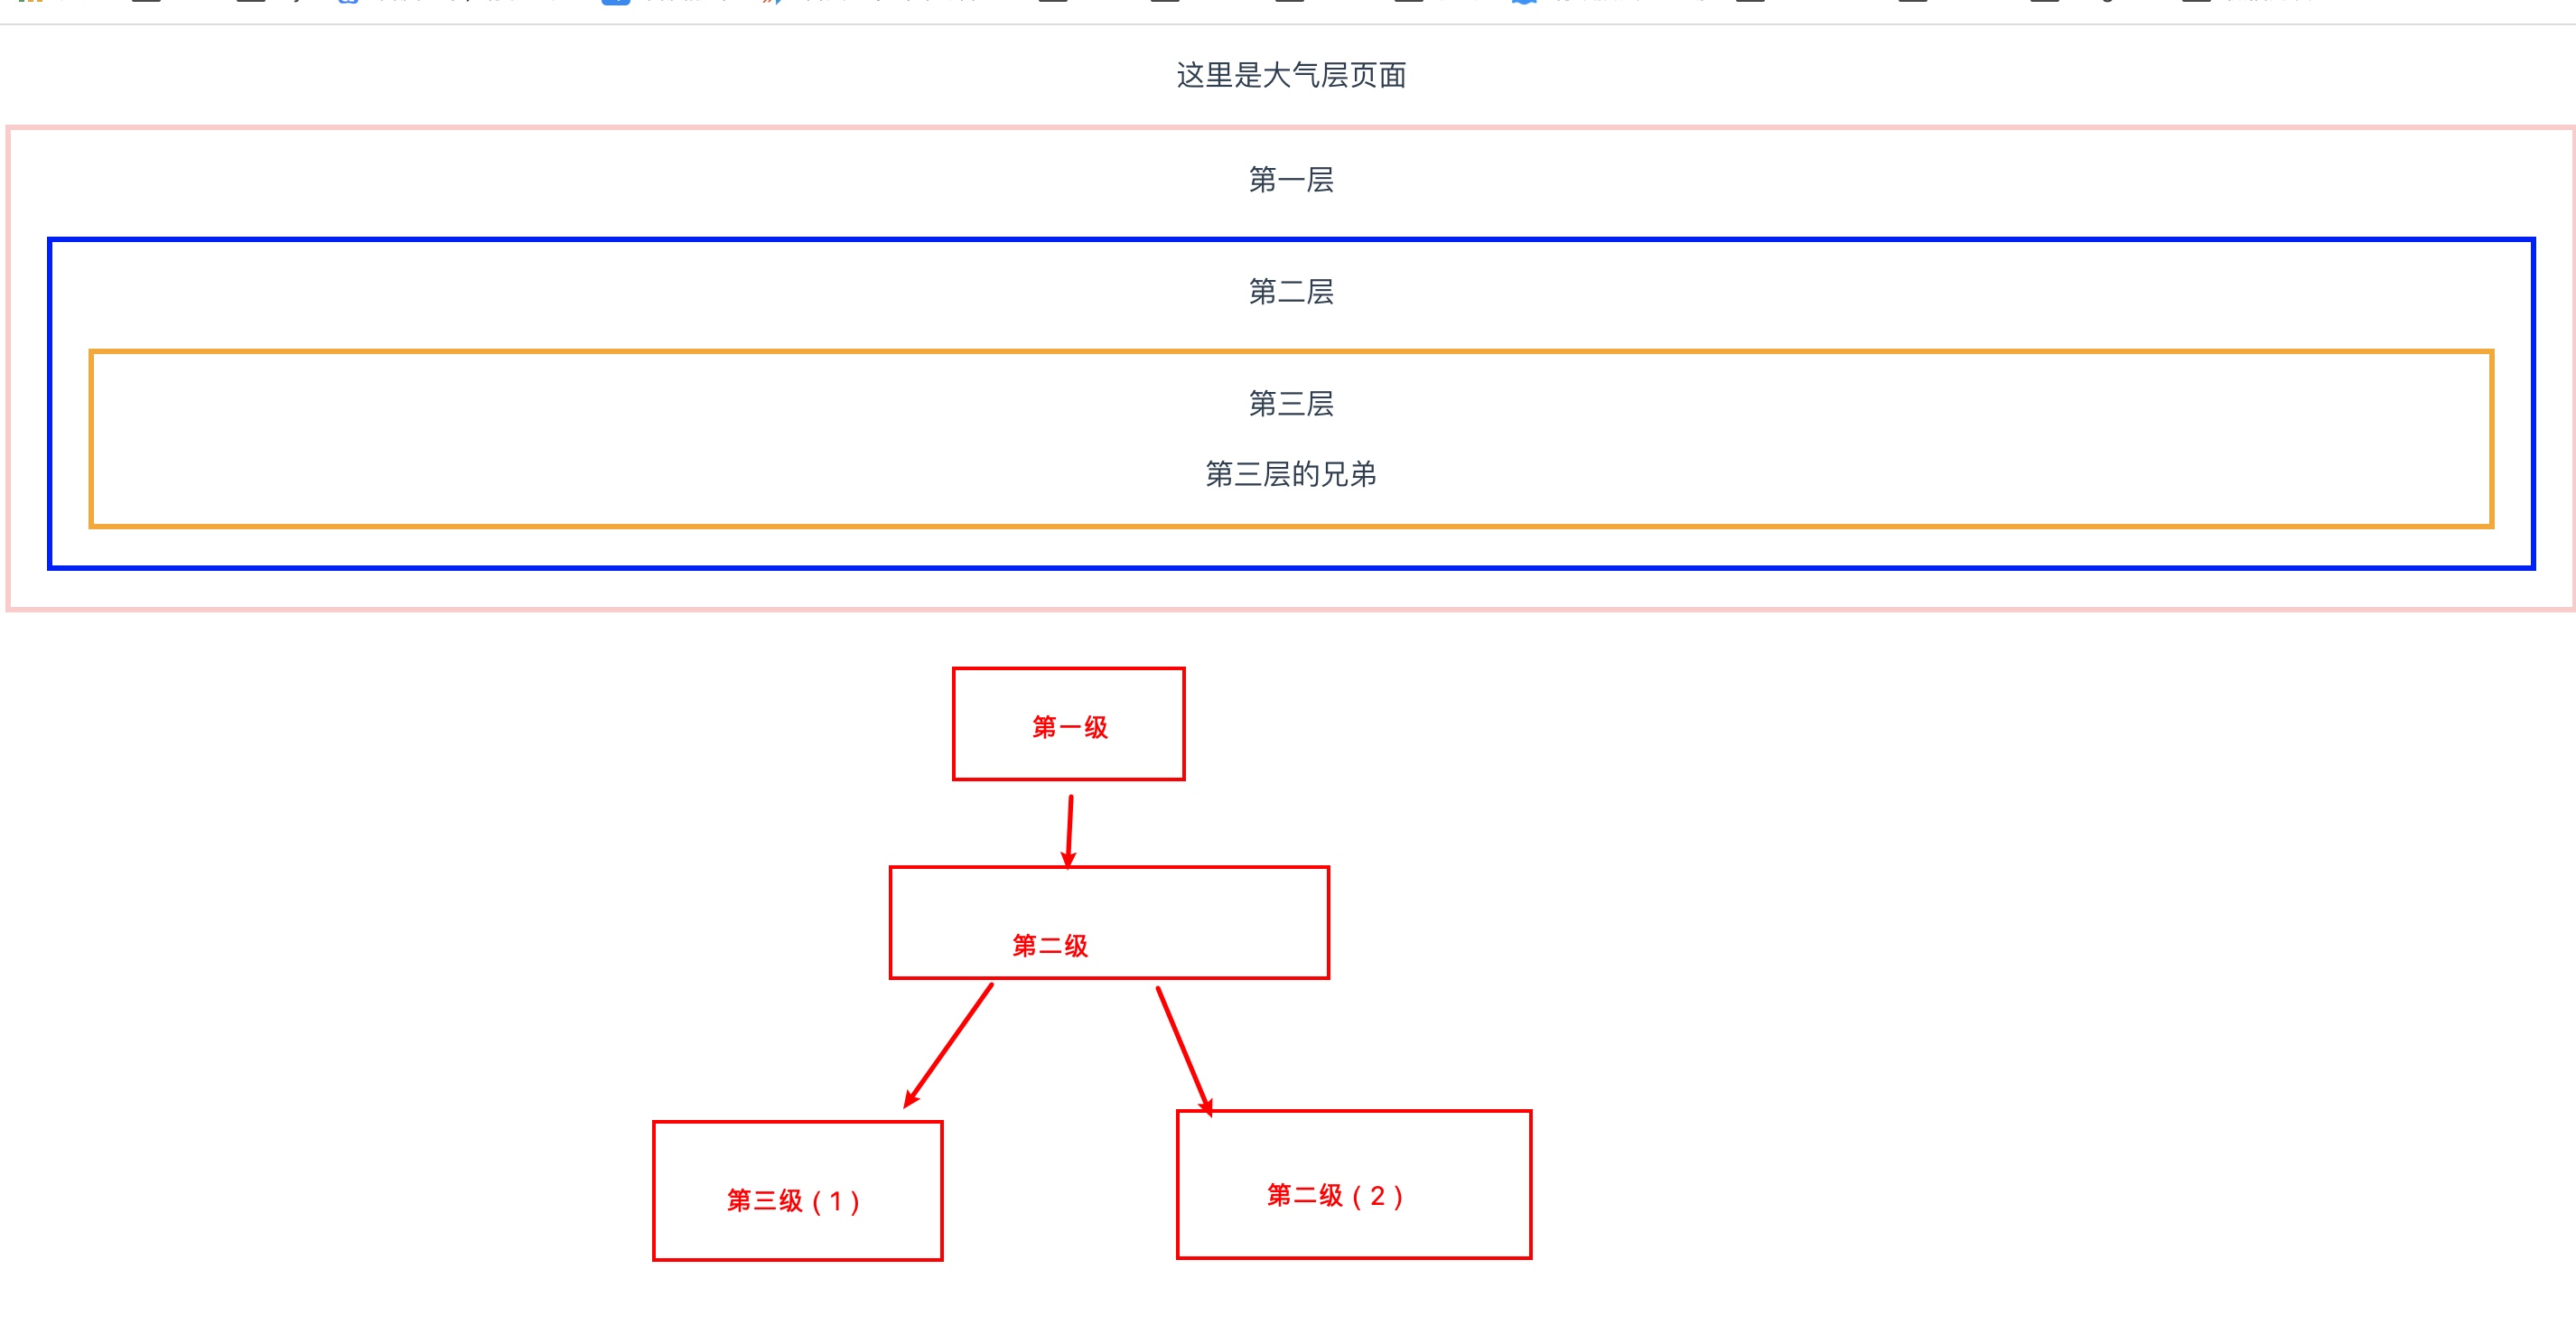 这里是大气层页面
第一层
第二层
第三层
第三层的兄弟
第一级
第二级
第三级(1)
第二级(2)